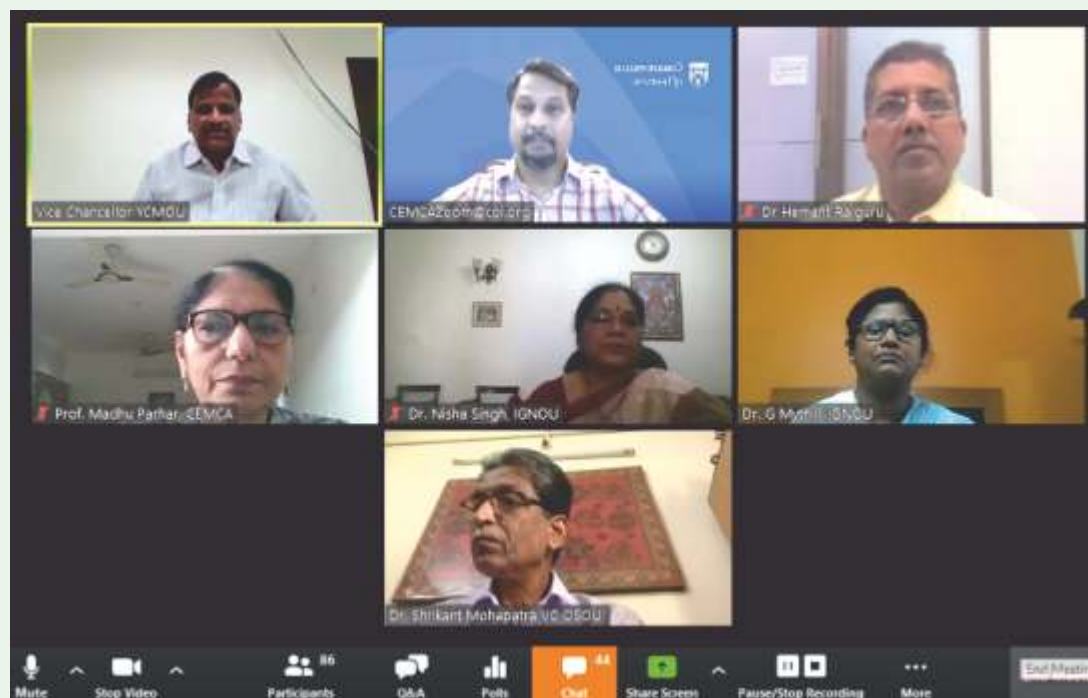 Vice Chancellor YCMOU
CEMCAZoom@col.org
Dr Hemant Rajguru
Prof. Madhu Parhar, CEMCA
Dr. Nisha Singh, IGNOU
Dr. G Mythili, IGNOU
Dr. Shrikant Mohapatra VC OSOU
86
44
Mute
Stop Video
Participants
Q&A
Polls
Chat
Share Screen
Pause/Stop Recording
More
End Meeting